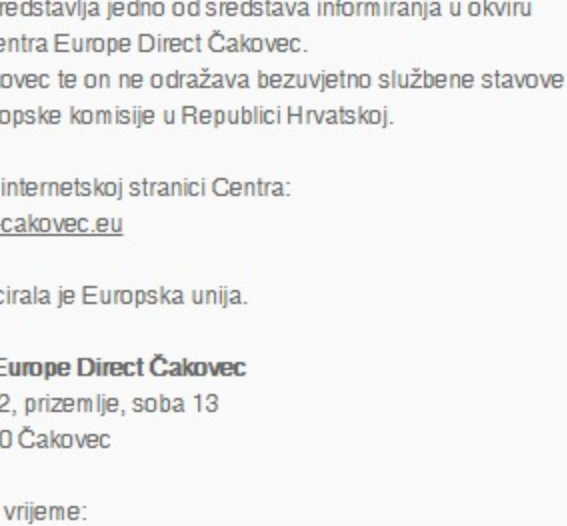 redstavlja jedno od sredstava informiranja u okviru
entra Europe Direct Čakovec.
ovec te on ne odražava bezuvjetno službene stavove
opske komisije u Republici Hrvatskoj.
internetskoj stranici Centra:
-cakovec.eu
cirala je Europska unija.
Europe Direct Čakovec
2, prizemlje, soba 13
0 Čakovec
vrijeme: